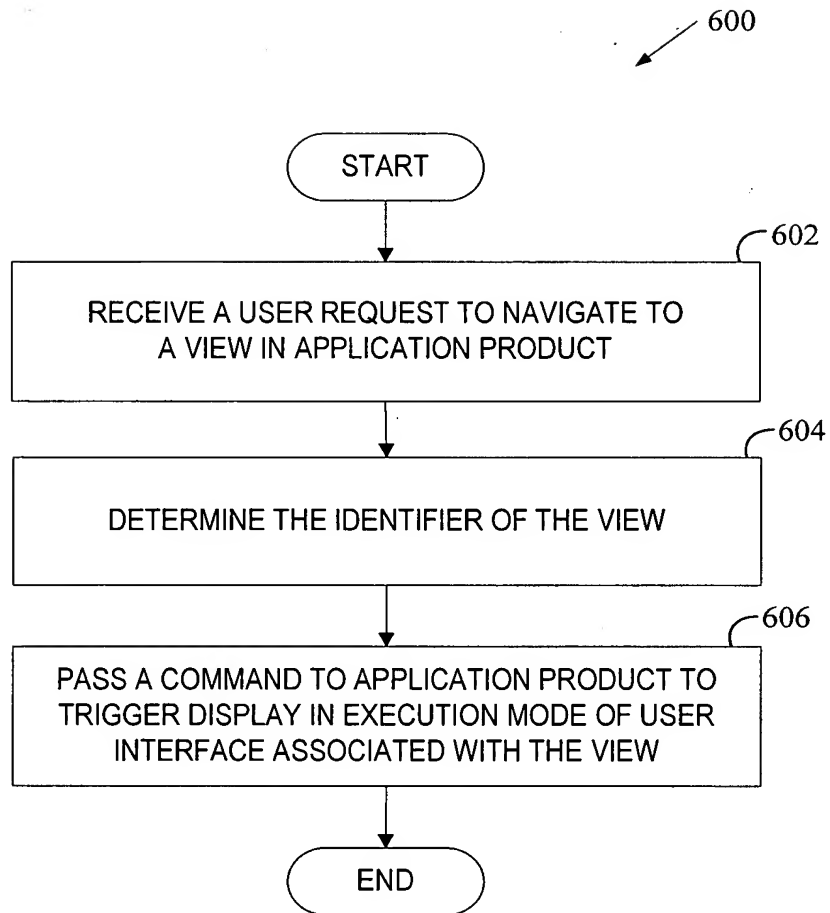 600
START
602
RECEIVE A USER REQUEST TO NAVIGATE TO
A VIEW IN APPLICATION PRODUCT
604
DETERMINE THE IDENTIFIER OF THE VIEW
606
PASS A COMMAND TO APPLICATION PRODUCT TO
TRIGGER DISPLAY IN EXECUTION MODE OF USER
INTERFACE ASSOCIATED WITH THE VIEW
END